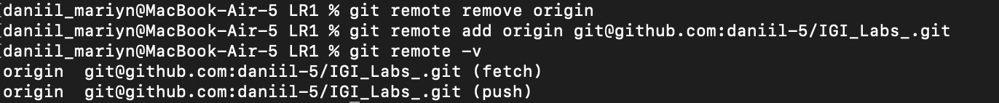 [daniil_mariyn@MacBook-Air-5 LR1 % git remote remove origin
[daniil_mariyn@MacBook-Air-5 LR1 % git remote add origin git@github.com:daniil-5/IGI_Labs_.git
[daniil_mariyn@MacBook-Air-5 LR1 % git remote -v
origin  git@github.com:daniil-5/IGI_Labs_.git (fetch)
origin  git@github.com:daniil-5/IGI_Labs_.git (push)